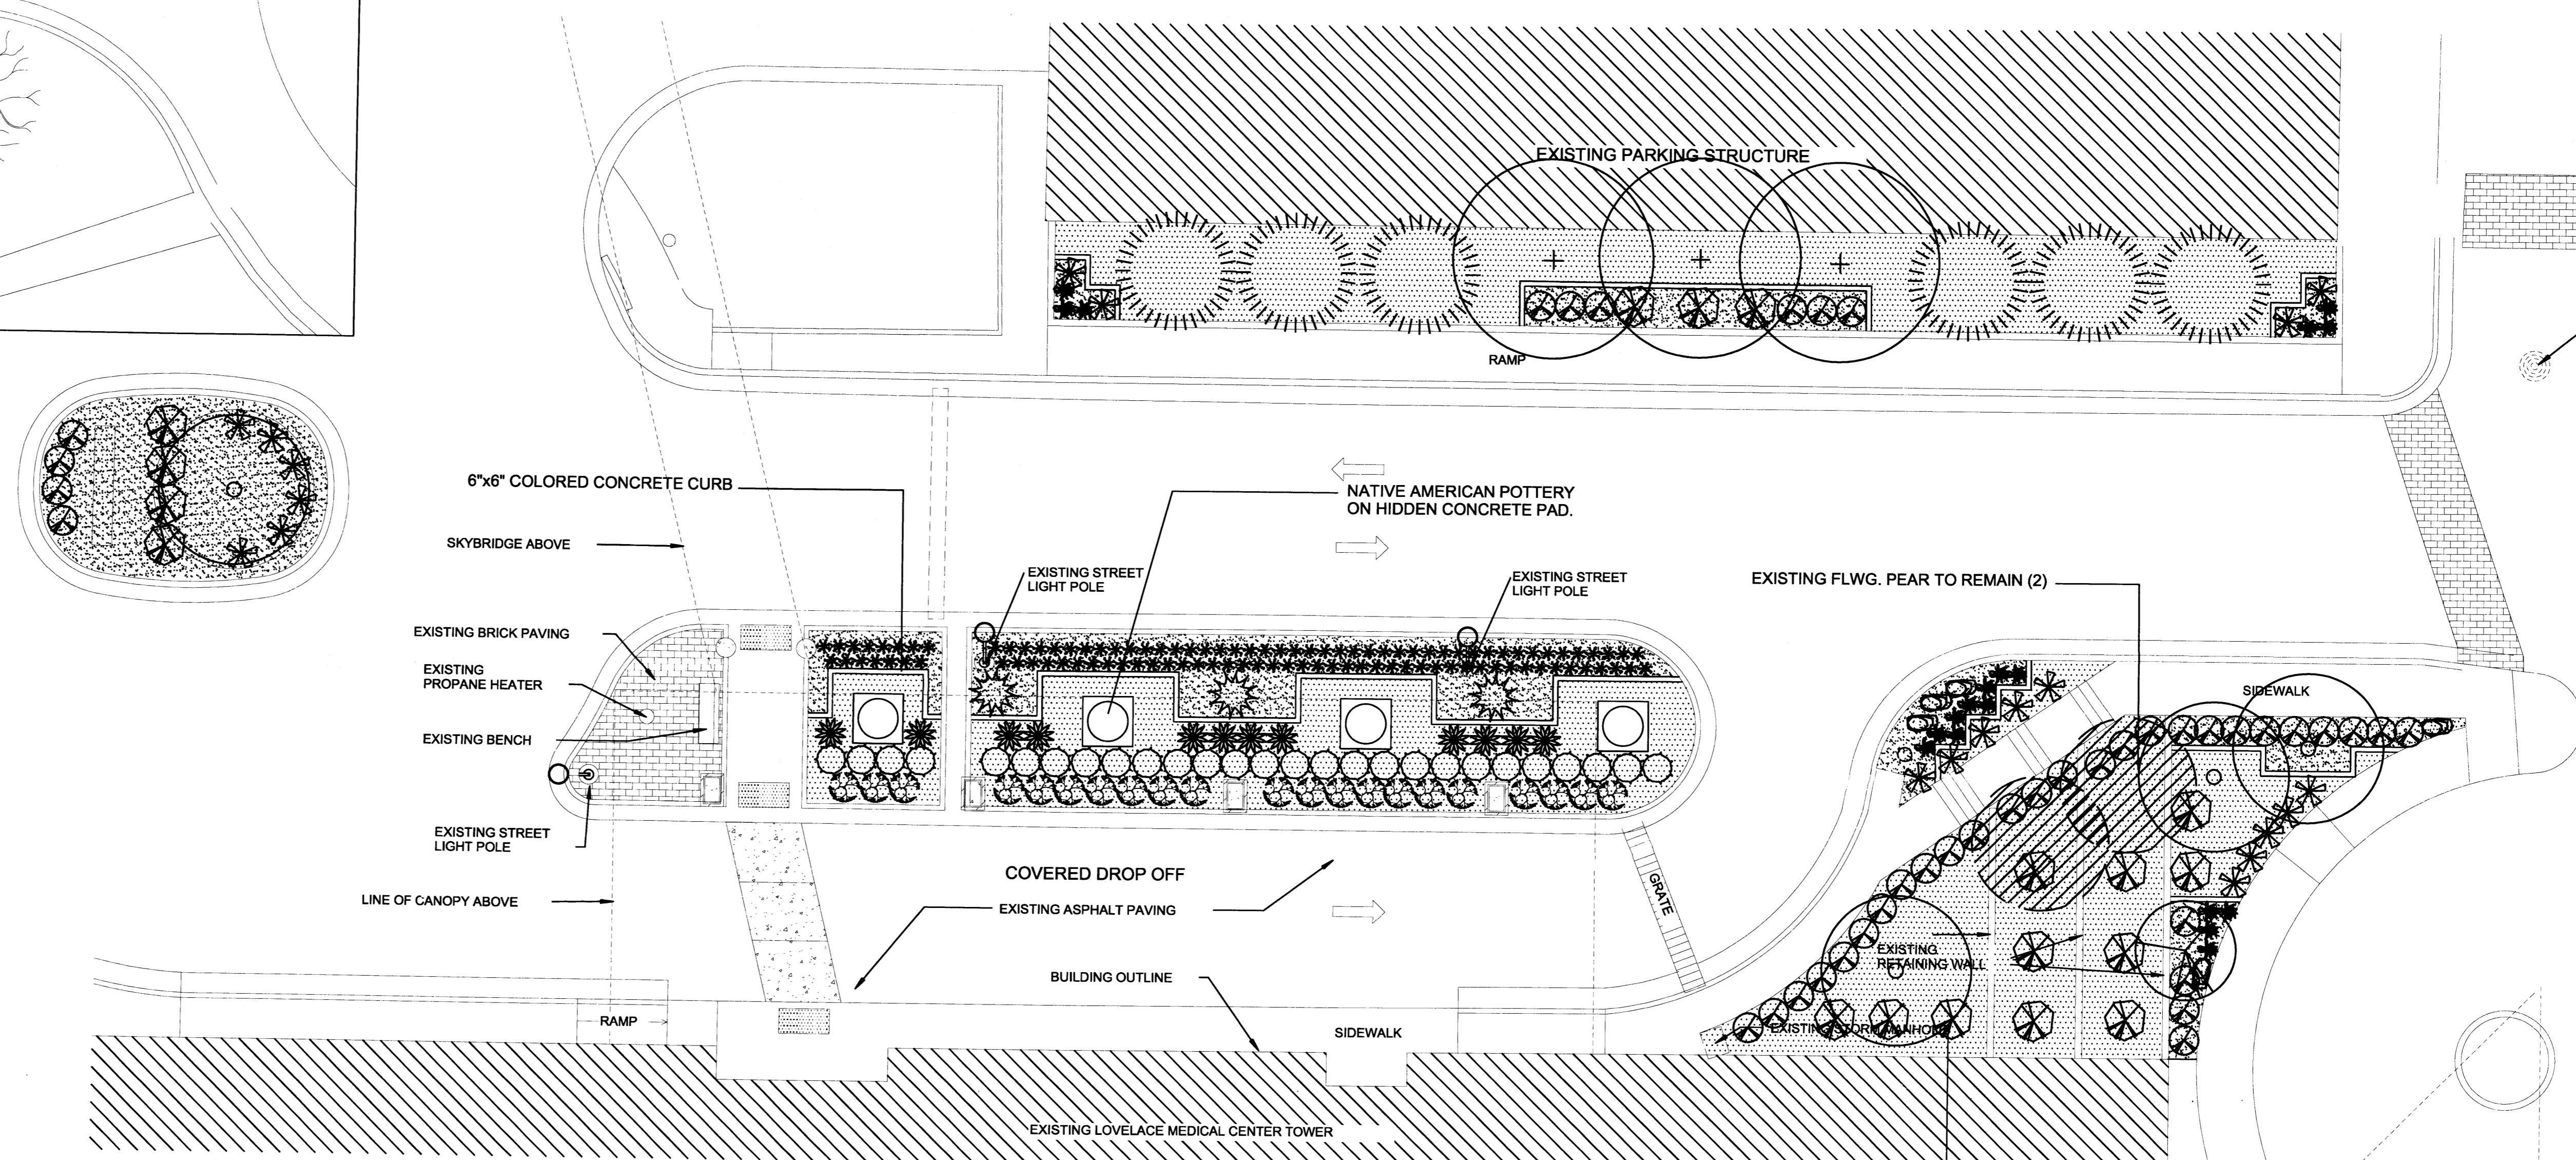 EXISTING PARKING STRUCTURE
RAMP
6"x6" COLORED CONCRETE CURB
NATIVE AMERICAN POTTERY
ON HIDDEN CONCRETE PAD.
SKYBRIDGE ABOVE
EXISTING STREET
LIGHT POLE
EXISTING STREET
LIGHT POLE
EXISTING FLWG. PEAR TO REMAIN (2)
EXISTING BRICK PAVING
EXISTING
PROPANE HEATER
EXISTING BENCH
SIDEWALK
EXISTING STREET
LIGHT POLE
COVERED DROP OFF
GRATE
LINE OF CANOPY ABOVE
EXISTING ASPHALT PAVING
EXISTING
RETAINING WALL
BUILDING OUTLINE
RAMP
SIDEWALK
EXISTING STORM MANHOLE
EXISTING LOVELACE MEDICAL CENTER TOWER